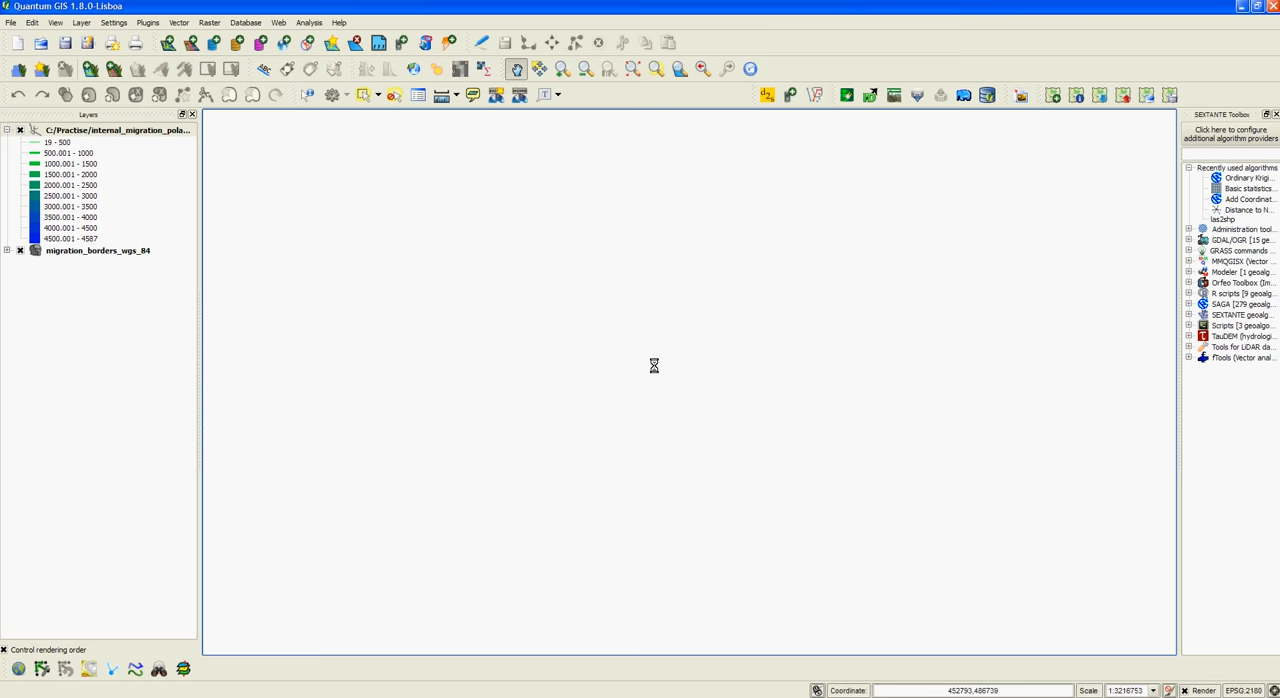 Quantum GIS 1.8.0-Lisboa
File Edit View Layer Settings Plugins Vector Raster Database Web Analysis Help
Layers
C:/Practise/internal_migration_pola...
19 - 500
500.001 - 1000
1000.001 - 1500
1500.001 - 2000
2000.001 - 2500
2500.001 - 3000
3000.001 - 3500
3500.001 - 4000
4000.001 - 4500
4500.001 - 4587
migration_borders_wgs_84
Control rendering order
SEXTANTE Toolbox
Click here to configure
additional algorithm providers
Recently used algorithms
Ordinary Krigi...
Basic statistics...
Add Coordinat...
Distance to N...
las2shp
Administration tool...
GDAL/OGR [15 ge...
GRASS commands ...
MMQGISX (Vector ...
Modeler [1 geoalg...
Orfeo Toolbox (Im...
R scripts [9 geoalg...
SAGA [279 geoalg...
SEXTANTE geoalg...
Scripts [3 geoalgo...
TauDEM (hydrologi...
Tools for LiDAR da...
fTools (Vector anal...
Coordinate: 452793,486739 Scale 1:3216753 Render EPSG:2180